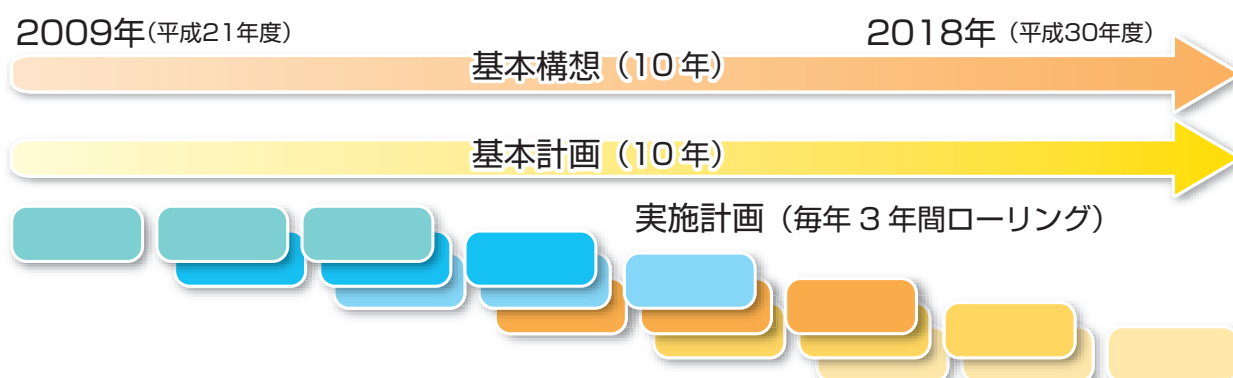 2009年(平成21年度)
2018年(平成30年度)
基本構想（10年）
基本計画（10年）
実施計画（毎年3年間ローリング）